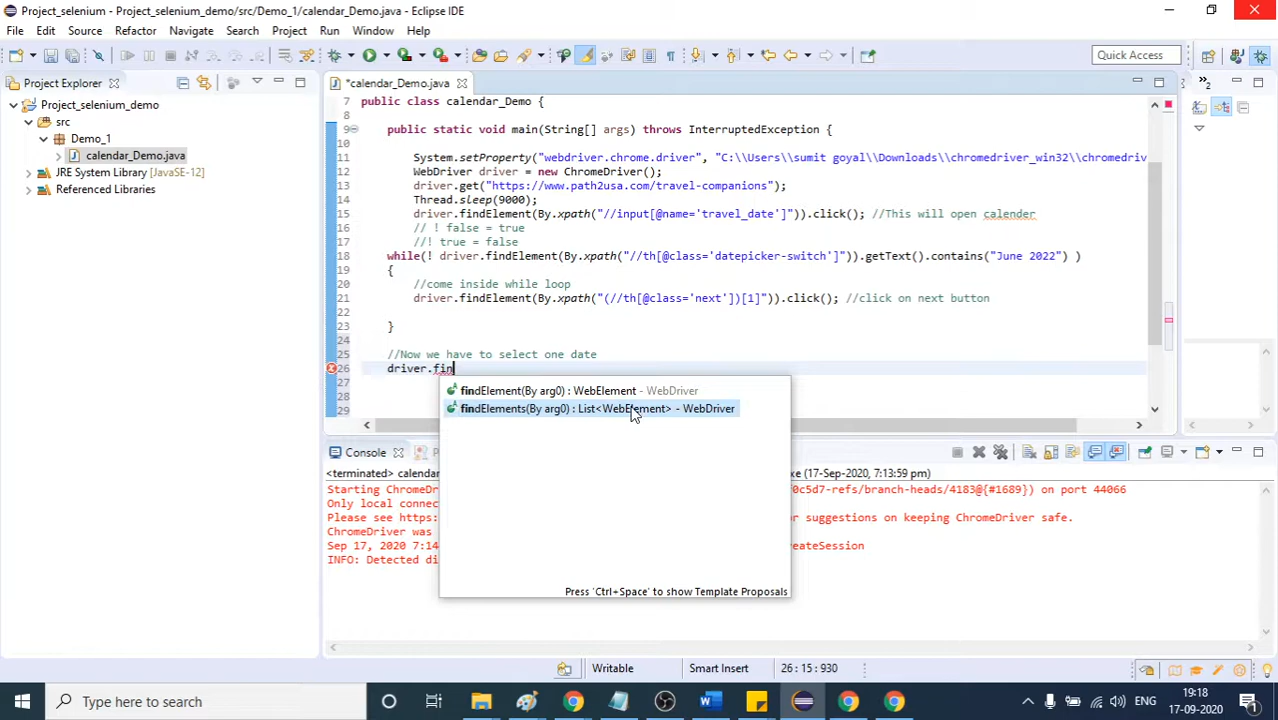 Project_selenium - Project_selenium_demo/src/Demo_1/calendar_Demo.java - Eclipse IDE
File Edit Source Refactor Navigate Search Project Run Window Help
Quick Access
Project Explorer
*calendar_Demo.java
2
Project_selenium_demo
src
Demo_1
calendar_Demo.java
JRE System Library [JavaSE-12]
Referenced Libraries
7 public class calendar_Demo {
8
9 public static void main(String[] args) throws InterruptedException {
10
11 System.setProperty("webdriver.chrome.driver", "C:\\Users\\sumit goyal\\Downloads\\chromedriver_win32\\chromedriv
12 WebDriver driver = new ChromeDriver();
13 driver.get("https://www.path2usa.com/travel-companions");
14 Thread.sleep(9000);
15 driver.findElement(By.xpath("//input[@name='travel_date']")).click(); //This will open calender
16 // ! false = true
17 //! true = false
18 while(! driver.findElement(By.xpath("//th[@class='datepicker-switch']")).getText().contains("June 2022") )
19 {
20 //come inside while loop
21 driver.findElement(By.xpath("(//th[@class='next'])[1]")).click(); //click on next button
22
23 }
24
25 //Now we have to select one date
26 driver.fin
27
28
29
findElement(By arg0) : WebElement - WebDriver
findElements(By arg0) : List<WebElement> - WebDriver
Press 'Ctrl+Space' to show Template Proposals
Console
<terminated> calendar
xe (17-Sep-2020, 7:13:59 pm)
Starting ChromeDri
0c5d7-refs/branch-heads/4183@{#1689}) on port 44066
Only local connec
Please see https:
or suggestions on keeping ChromeDriver safe.
ChromeDriver was
Sep 17, 2020 7:14
eateSession
INFO: Detected di
Writable
Smart Insert
26 : 15 : 930
Type here to search
ENG
19:18
17-09-2020
1